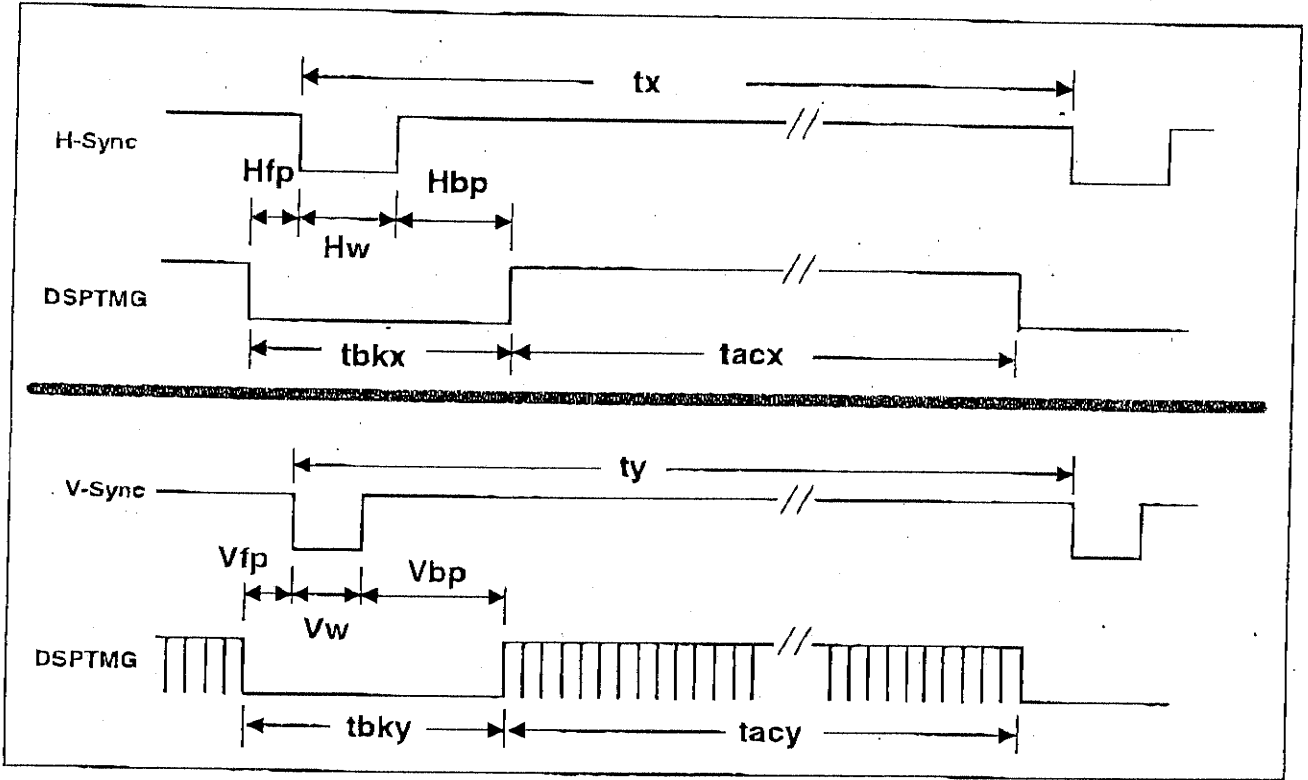 tx
H-Sync
Hfp
Hbp
Hw
DSPTMG
tbkx
tacx
ty
V-Sync
Vfp
Vbp
Vw
DSPTMG
tbky
tacy